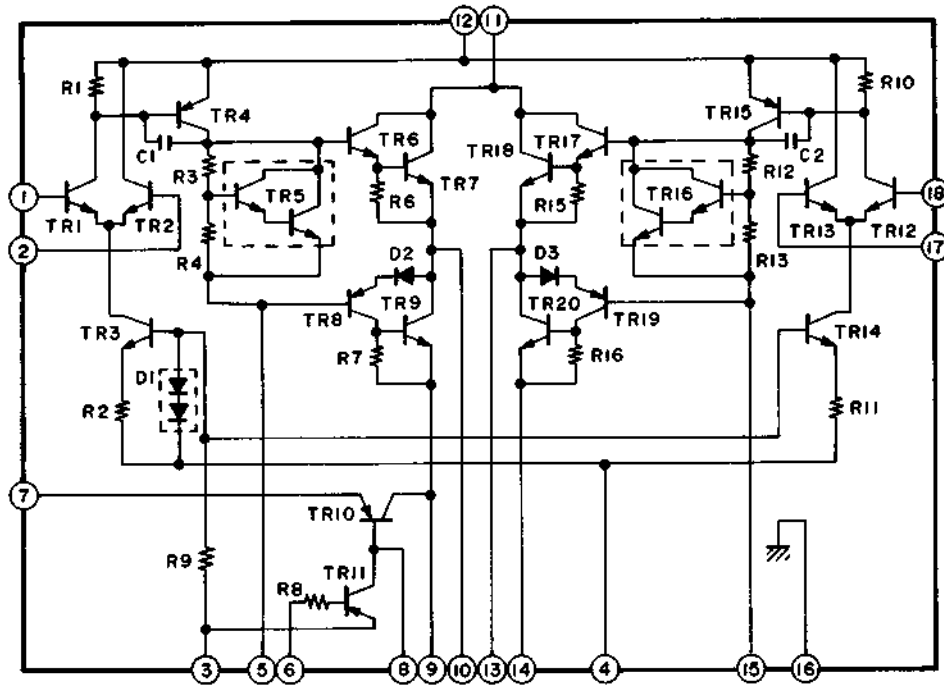 12 11
R1 R10
TR4 TR15
TR6 TR17
C1 TR18 C2
R3 R12
TR5 TR7 TR16
1 18
R6 R15
TR1 TR2 TR13 TR12
2 17
R4 R13
D2 D3
TR9 TR20
TR8 TR19
TR3 TR14
R7 R16
D1
R2 R11
7
TR10
R9
TR11
R8
3 5 6 8 9 10 13 14 4 15 16